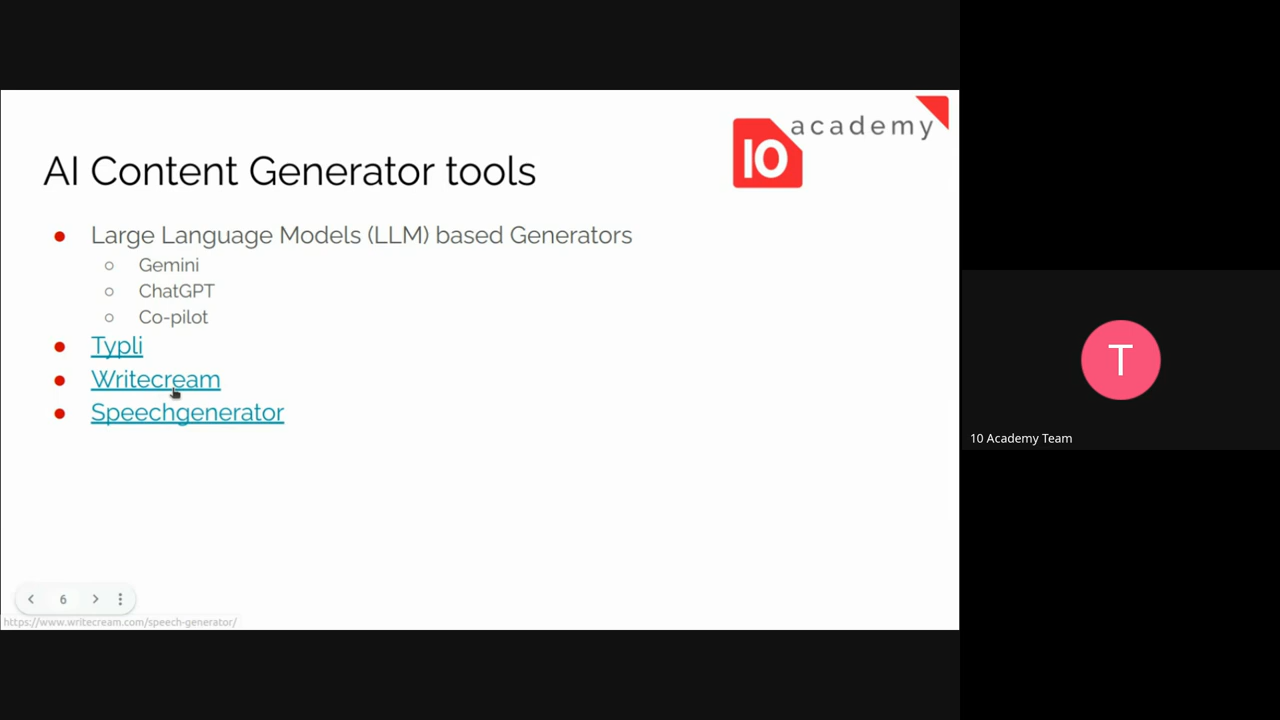 10 academy
AI Content Generator tools
Large Language Models (LLM) based Generators
Gemini
ChatGPT
Co-pilot
Typli
Writecream
Speechgenerator
6
https://www.writecream.com/speech-generator/
T
10 Academy Team